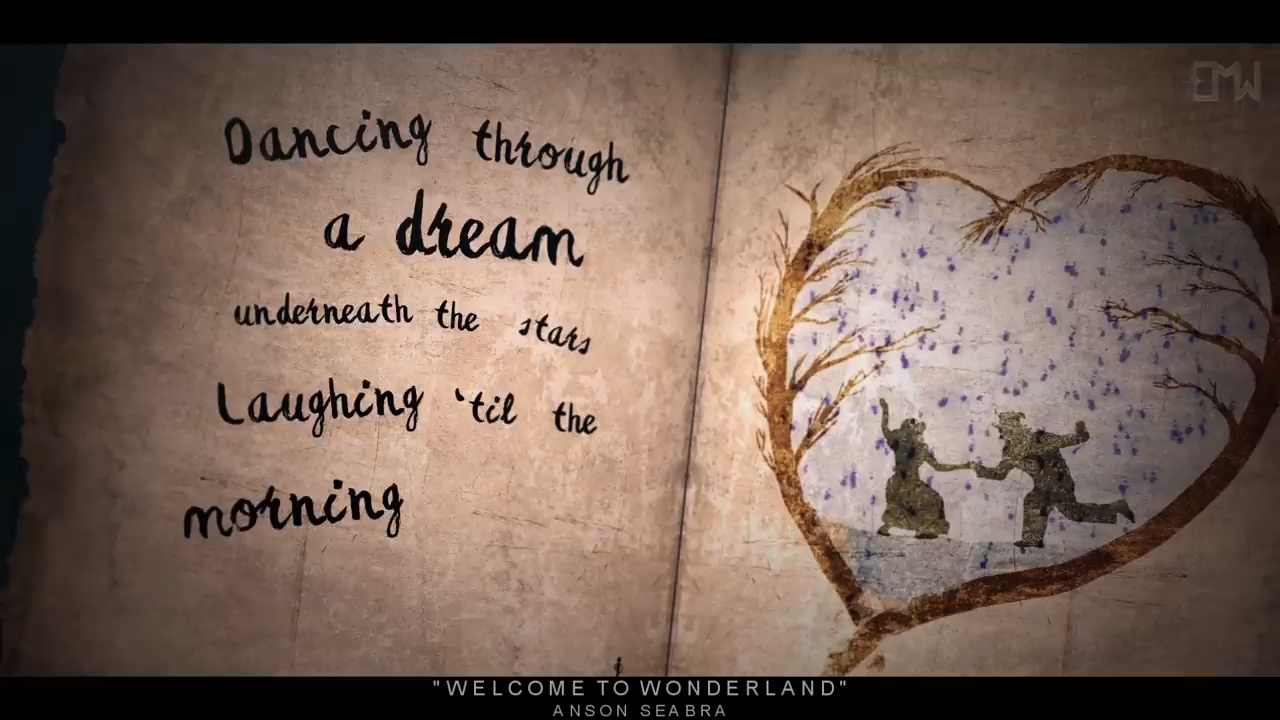 EMW
Dancing through
a dream
underneath the stars
Laughing 'til the
morning
"WELCOME TO WONDERLAND"
ANSON SEABRA